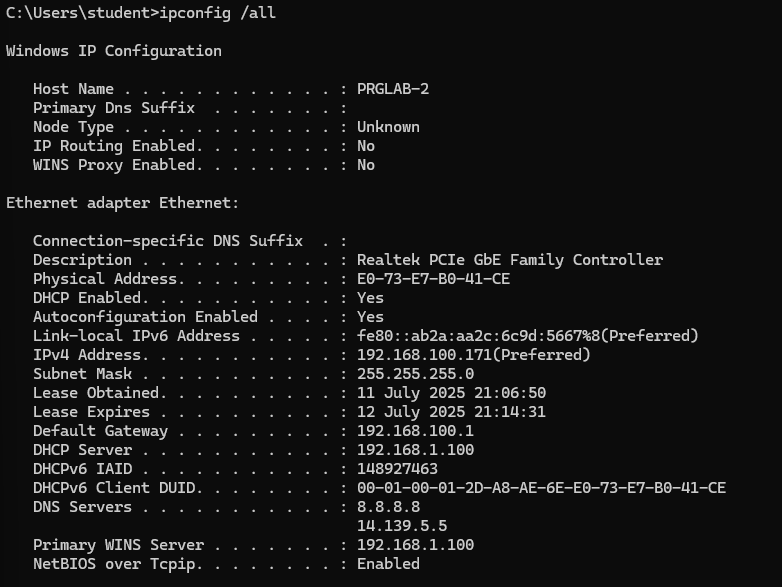 C:\Users\student>ipconfig /all
Windows IP Configuration
Host Name . . . . . . . . . . . . : PRGLAB-2
Primary Dns Suffix  . . . . . . . :
Node Type . . . . . . . . . . . . : Unknown
IP Routing Enabled. . . . . . . . : No
WINS Proxy Enabled. . . . . . . . : No
Ethernet adapter Ethernet:
Connection-specific DNS Suffix  . :
Description . . . . . . . . . . . : Realtek PCIe GbE Family Controller
Physical Address. . . . . . . . . : E0-73-E7-B0-41-CE
DHCP Enabled. . . . . . . . . . . : Yes
Autoconfiguration Enabled . . . . : Yes
Link-local IPv6 Address . . . . . : fe80::ab2a:aa2c:6c9d:5667%8(Preferred)
IPv4 Address. . . . . . . . . . . : 192.168.100.171(Preferred)
Subnet Mask . . . . . . . . . . . : 255.255.255.0
Lease Obtained. . . . . . . . . . : 11 July 2025 21:06:50
Lease Expires . . . . . . . . . . : 12 July 2025 21:14:31
Default Gateway . . . . . . . . . : 192.168.100.1
DHCP Server . . . . . . . . . . . : 192.168.1.100
DHCPv6 IAID . . . . . . . . . . . : 148927463
DHCPv6 Client DUID. . . . . . . . : 00-01-00-01-2D-A8-AE-6E-E0-73-E7-B0-41-CE
DNS Servers . . . . . . . . . . . : 8.8.8.8
14.139.5.5
Primary WINS Server . . . . . . . : 192.168.1.100
NetBIOS over Tcpip. . . . . . . . : Enabled